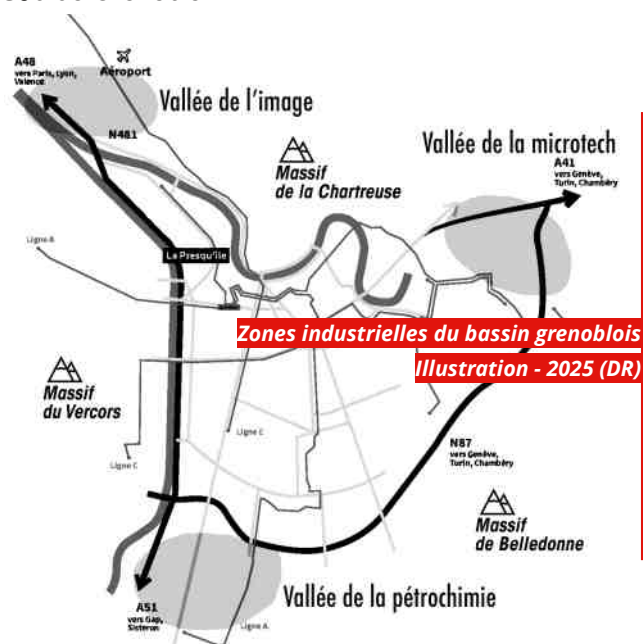 A48
vers Paris, Lyon,
Valence
Aéroport
Vallée de l'image
N481
Vallée de la microtech
A41
vers Genève,
Turin, Chambéry
Massif
de la Chartreuse
Ligne A
La Presqu'île
Zones industrielles du bassin grenoblois
Illustration - 2025 (DR)
Massif
du Vercors
Ligne C
Ligne C
N87
vers Genève,
Turin, Chambéry
Massif
de Belledonne
Vallée de la pétrochimie
A51
vers Gap,
Sisteron
Ligne A